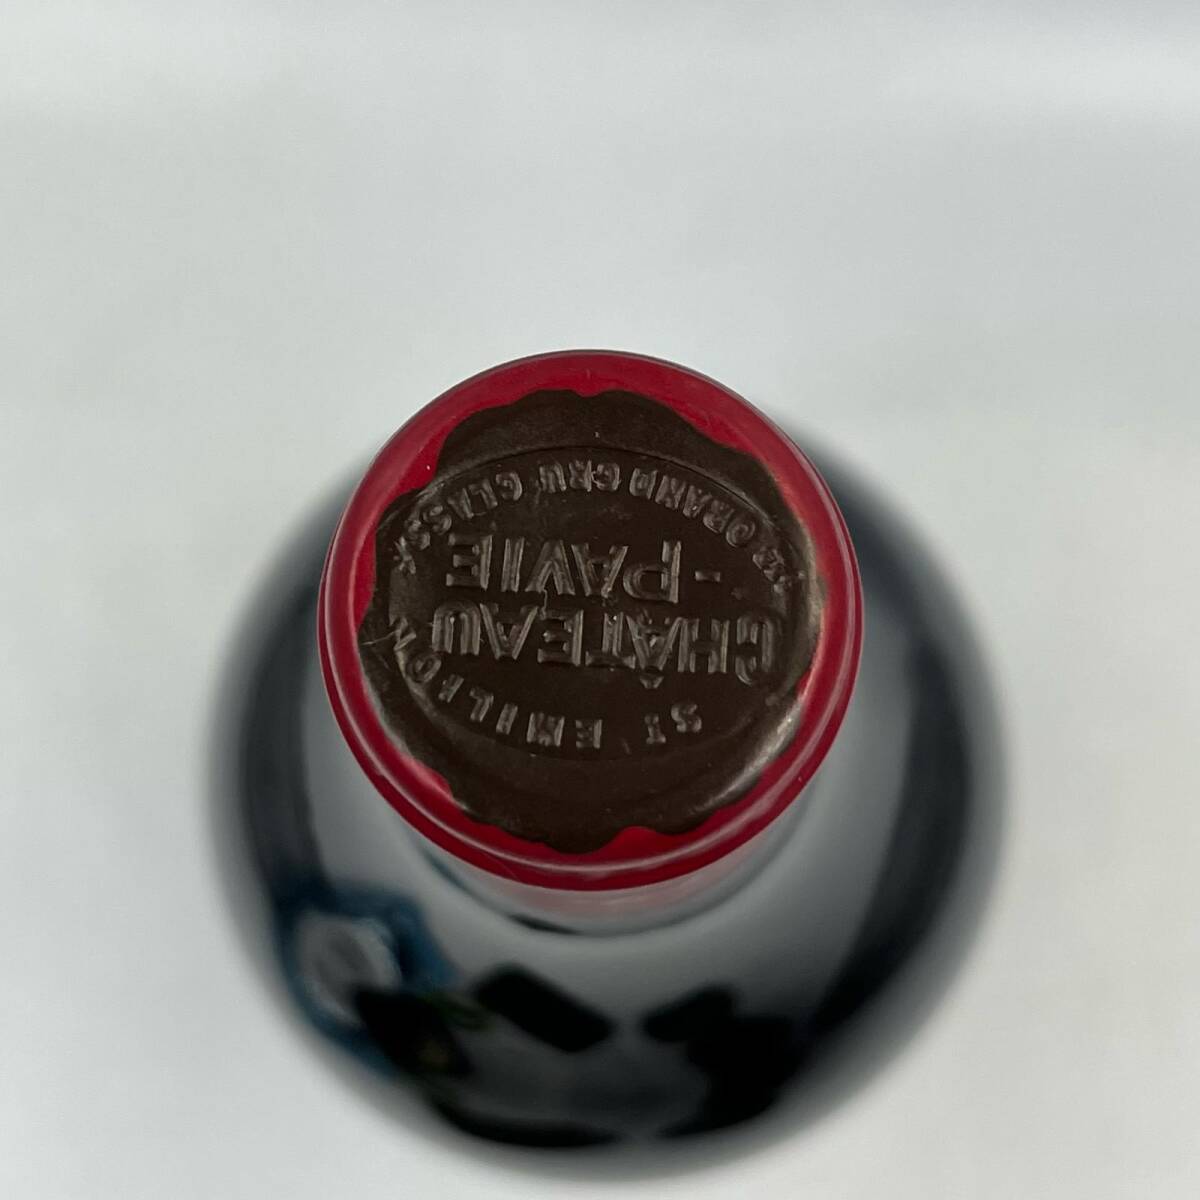 1ER GRAND CRU CLASSÉ
CHÂTEAU
- PAVIE
ST EMILION